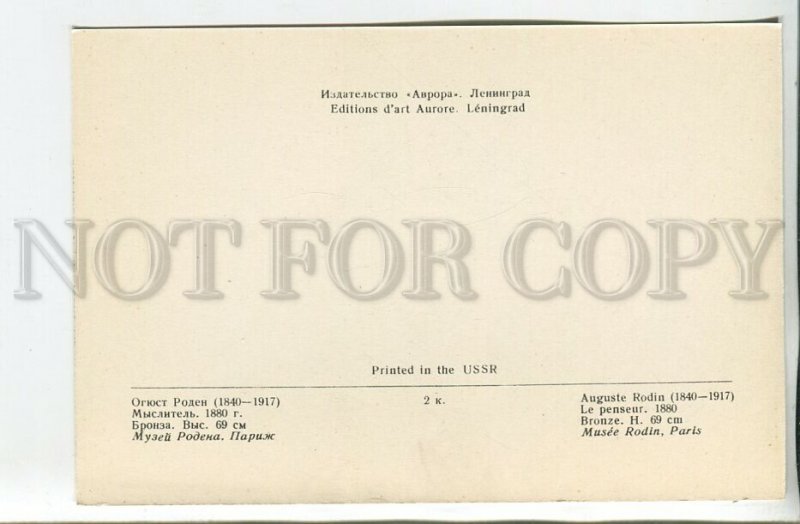 Издательство «Аврора». Ленинград
Editions d'art Aurore. Léningrad
NOT FOR COPY
Printed in the USSR
Огюст Роден (1840—1917)
Мыслитель. 1880 г.
Бронза. Выс. 69 см
Музей Родена. Париж
2 к.
Auguste Rodin (1840—1917)
Le penseur. 1880
Bronze. H. 69 cm
Musée Rodin, Paris